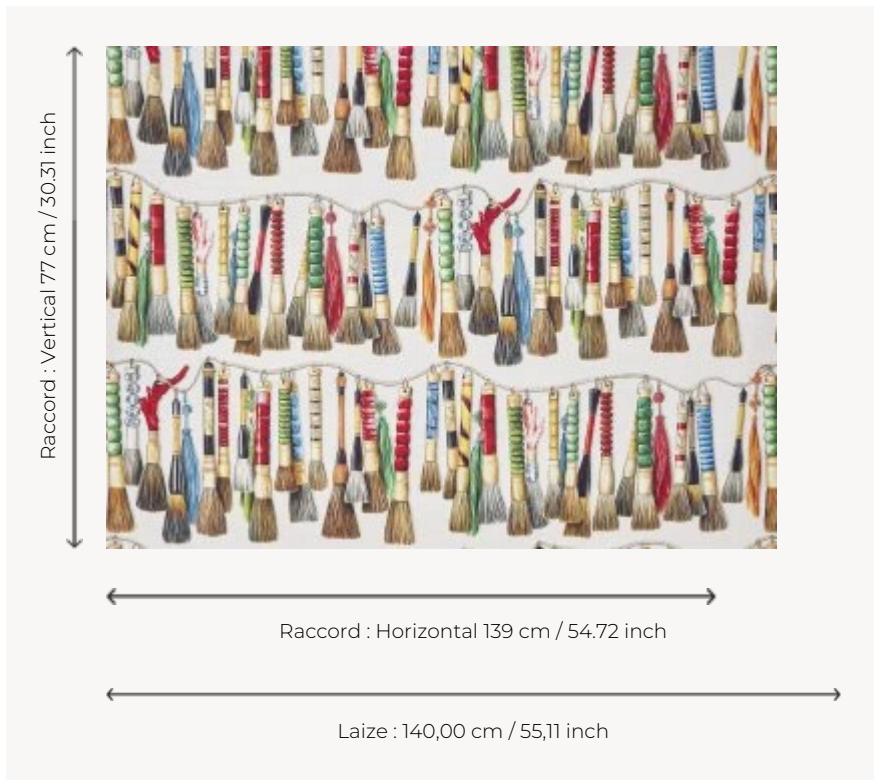 Raccord : Vertical 77 cm / 30.31 inch
Raccord : Horizontal 139 cm / 54.72 inch
Laize : 140,00 cm / 55,11 inch